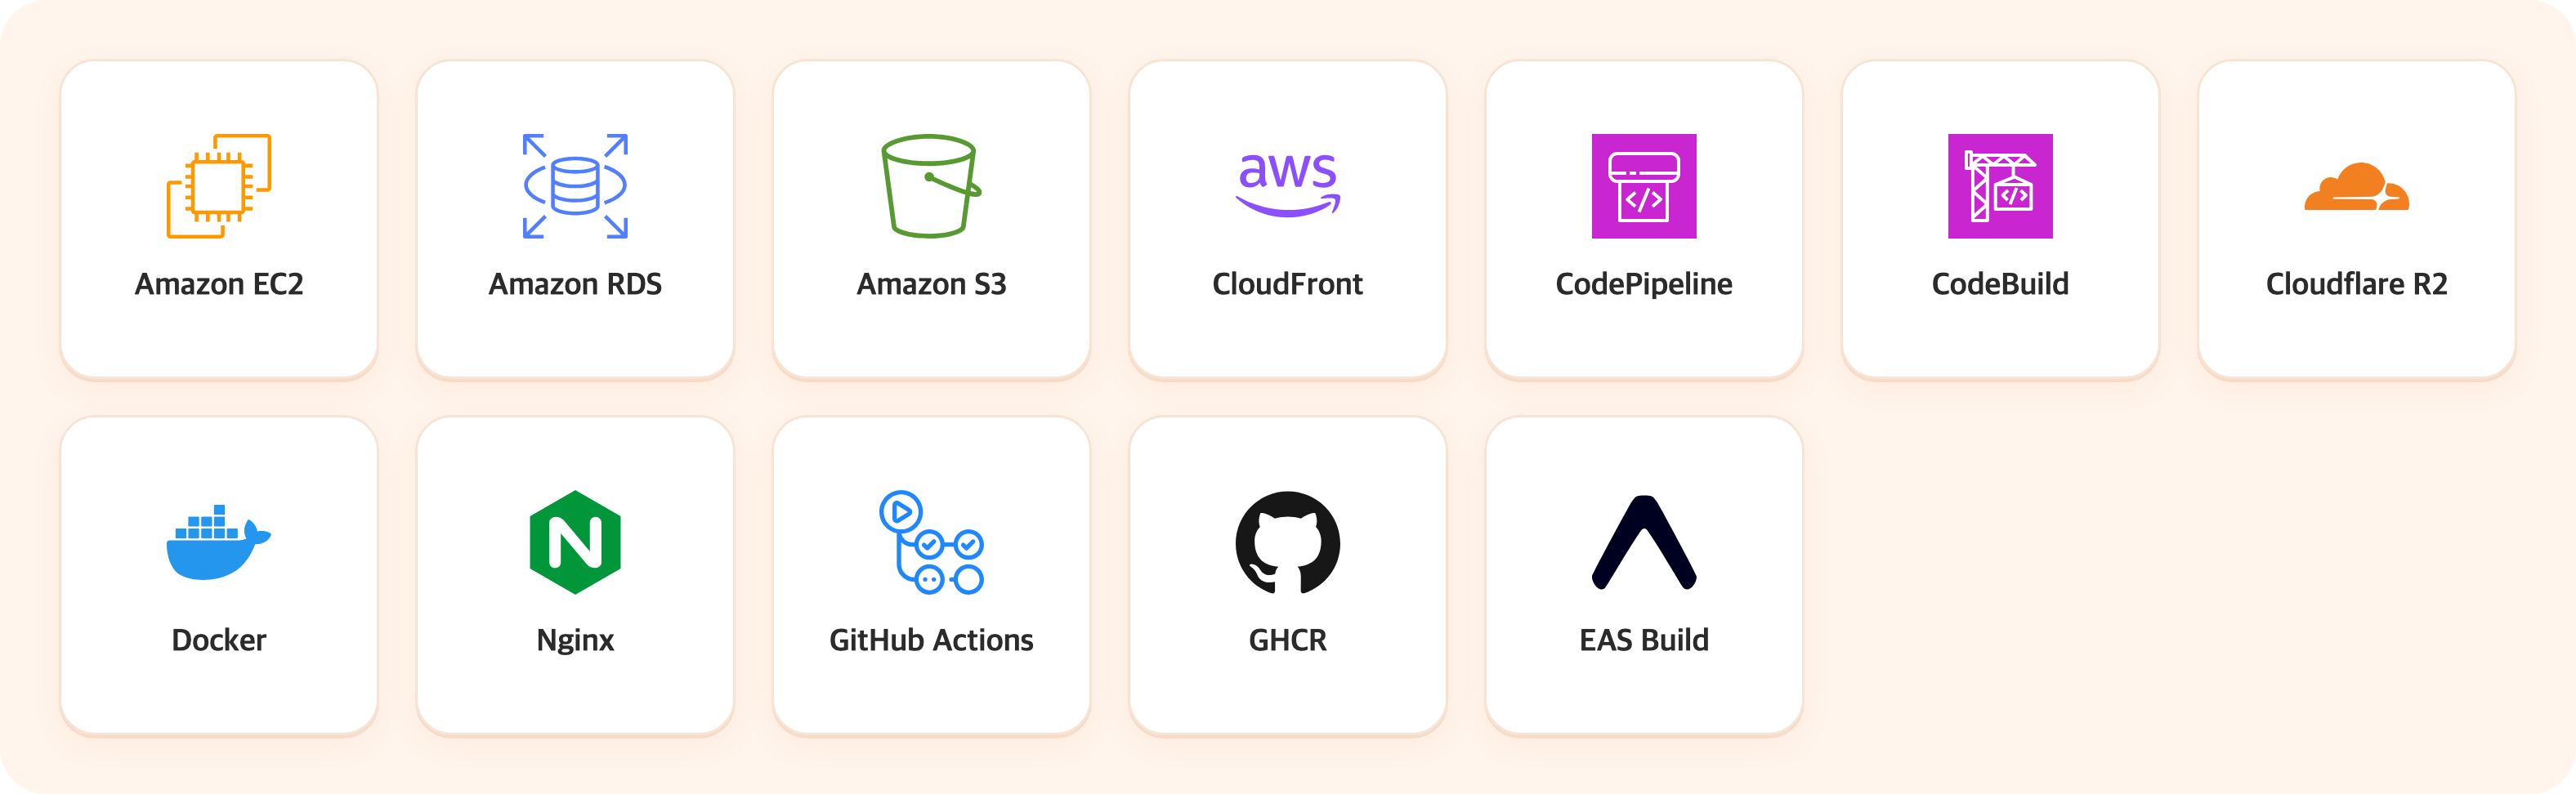 aws
Amazon EC2
Amazon RDS
Amazon S3
CloudFront
CodePipeline
CodeBuild
Cloudflare R2
N
Docker
Nginx
GitHub Actions
GHCR
EAS Build